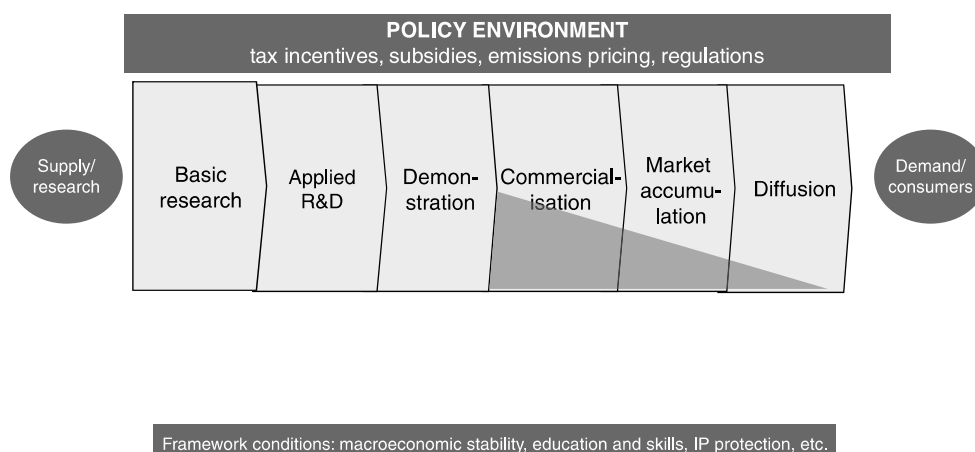 POLICY ENVIRONMENT
tax incentives, subsidies, emissions pricing, regulations
Supply/
research
Basic
research
Applied
R&D
Demon-
stration
Commercial-
isation
Market
accumu-
lation
Diffusion
Demand/
consumers
Framework conditions: macroeconomic stability, education and skills, IP protection, etc.